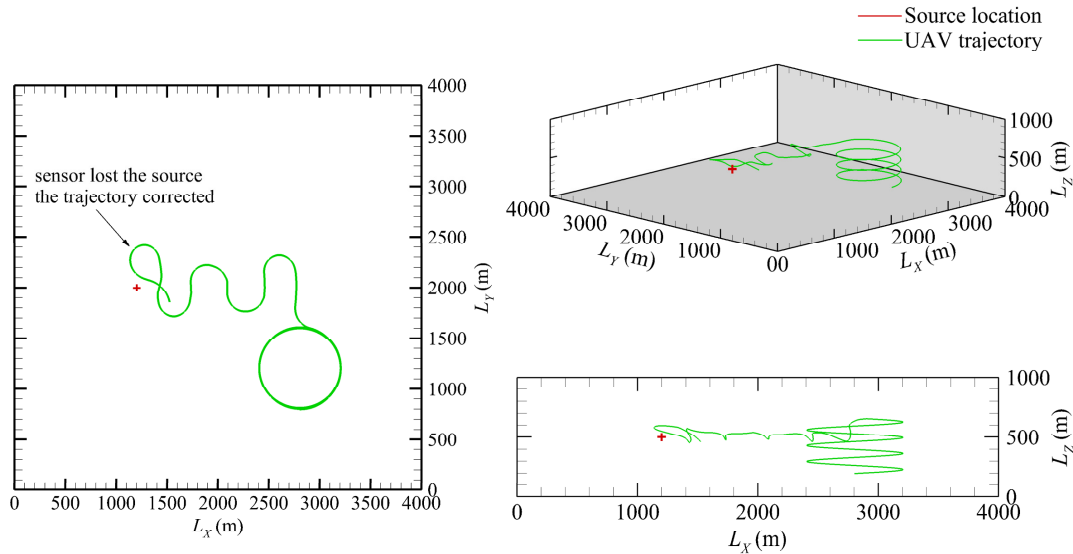 Source location
UAV trajectory
sensor lost the source
the trajectory corrected
4000
3500
3000
2500
2000
1500
1000
500
0
L_Y (m)
0 500 1000 1500 2000 2500 3000 3500 4000
L_X (m)
1000
500
0
L_Z (m)
4000 3000 2000 1000 00 1000 2000 3000 4000
L_Y (m)
L_X (m)
1000
500
0
L_Z (m)
0 1000 2000 3000 4000
L_X (m)